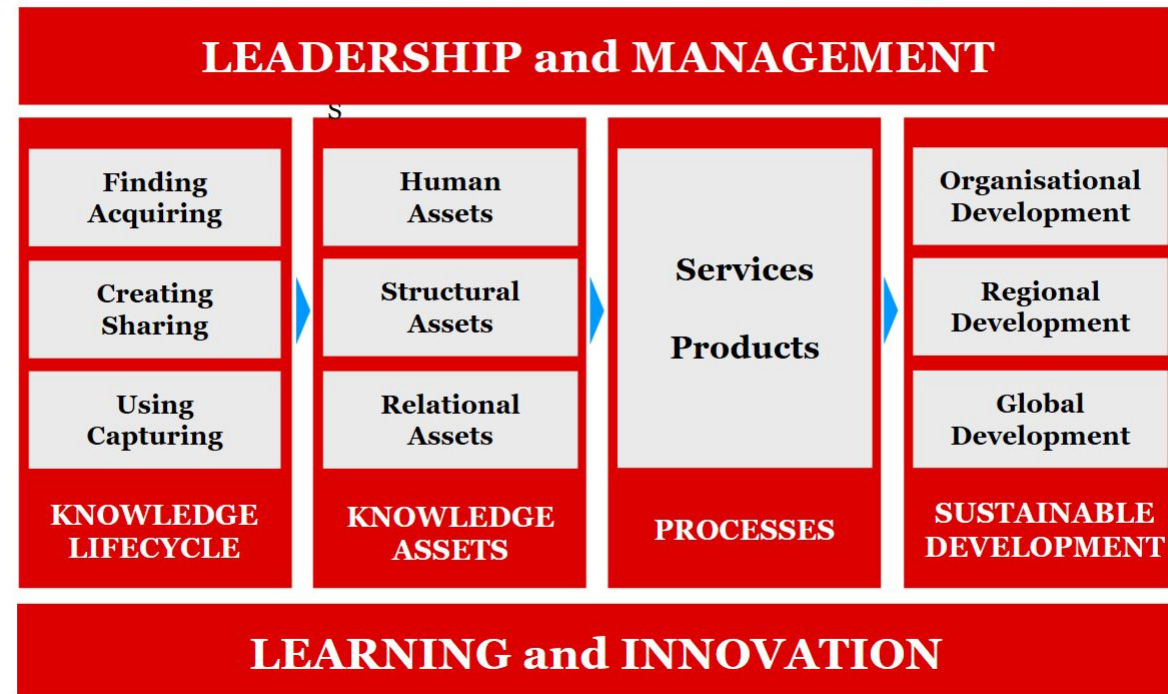 LEADERSHIP and MANAGEMENT
s
Finding
Acquiring
Creating
Sharing
Using
Capturing
KNOWLEDGE
LIFECYCLE
Human
Assets
Structural
Assets
Relational
Assets
KNOWLEDGE
ASSETS
Services
Products
PROCESSES
Organisational
Development
Regional
Development
Global
Development
SUSTAINABLE
DEVELOPMENT
LEARNING and INNOVATION